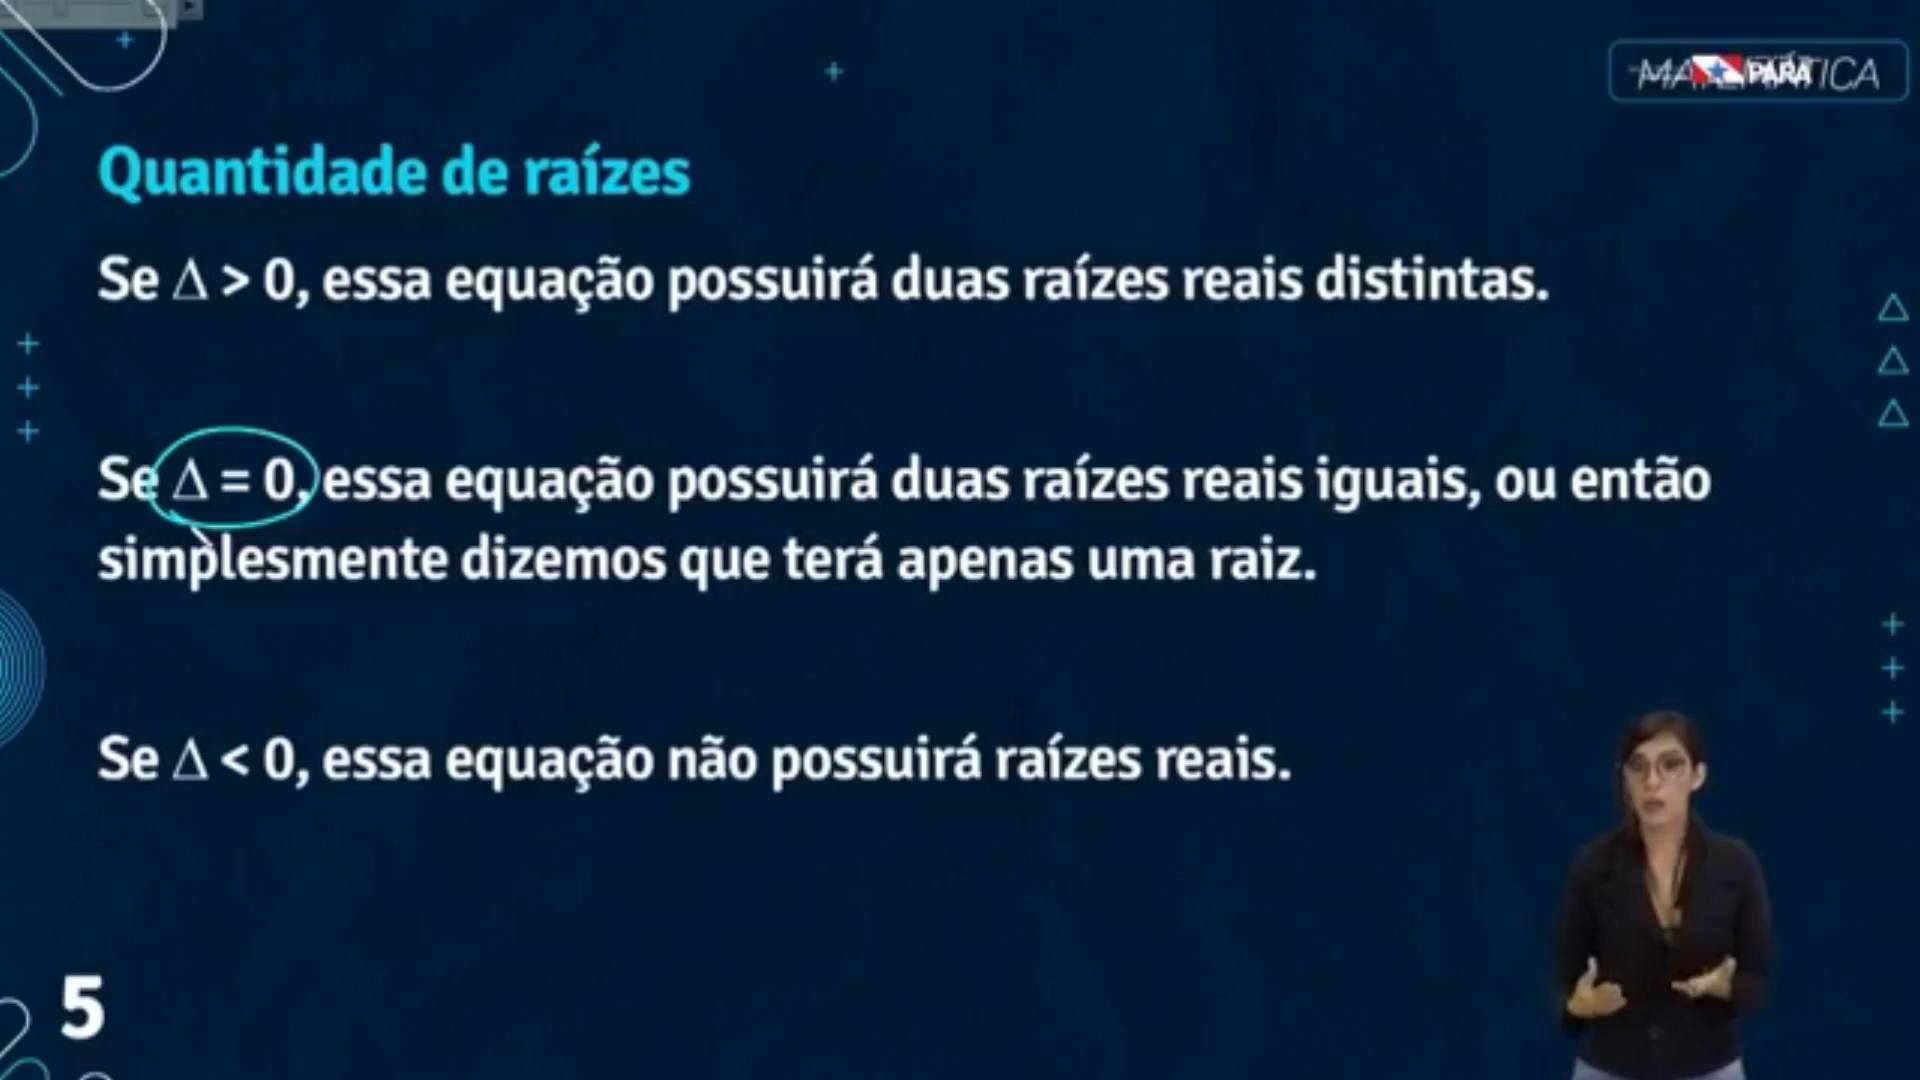 MATEMÁTICA
PARÁ
Quantidade de raízes
Se Δ > 0, essa equação possuirá duas raízes reais distintas.
Se Δ = 0, essa equação possuirá duas raízes reais iguais, ou então
simplesmente dizemos que terá apenas uma raiz.
Se Δ < 0, essa equação não possuirá raízes reais.
5